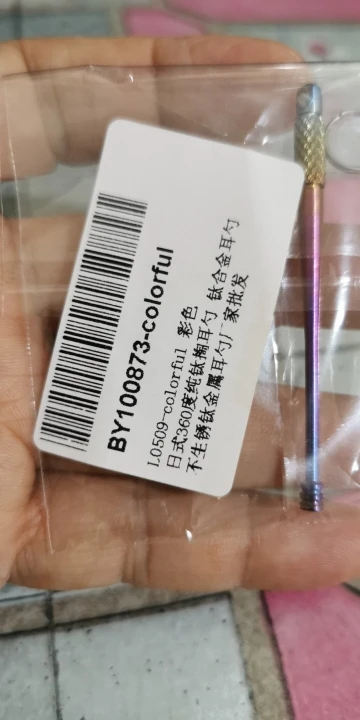 BY100873-colorful
L0509-colorful 彩色
日式360度纯钛掏耳勺 钛合金耳勺
不生锈钛金属耳勺厂家批发